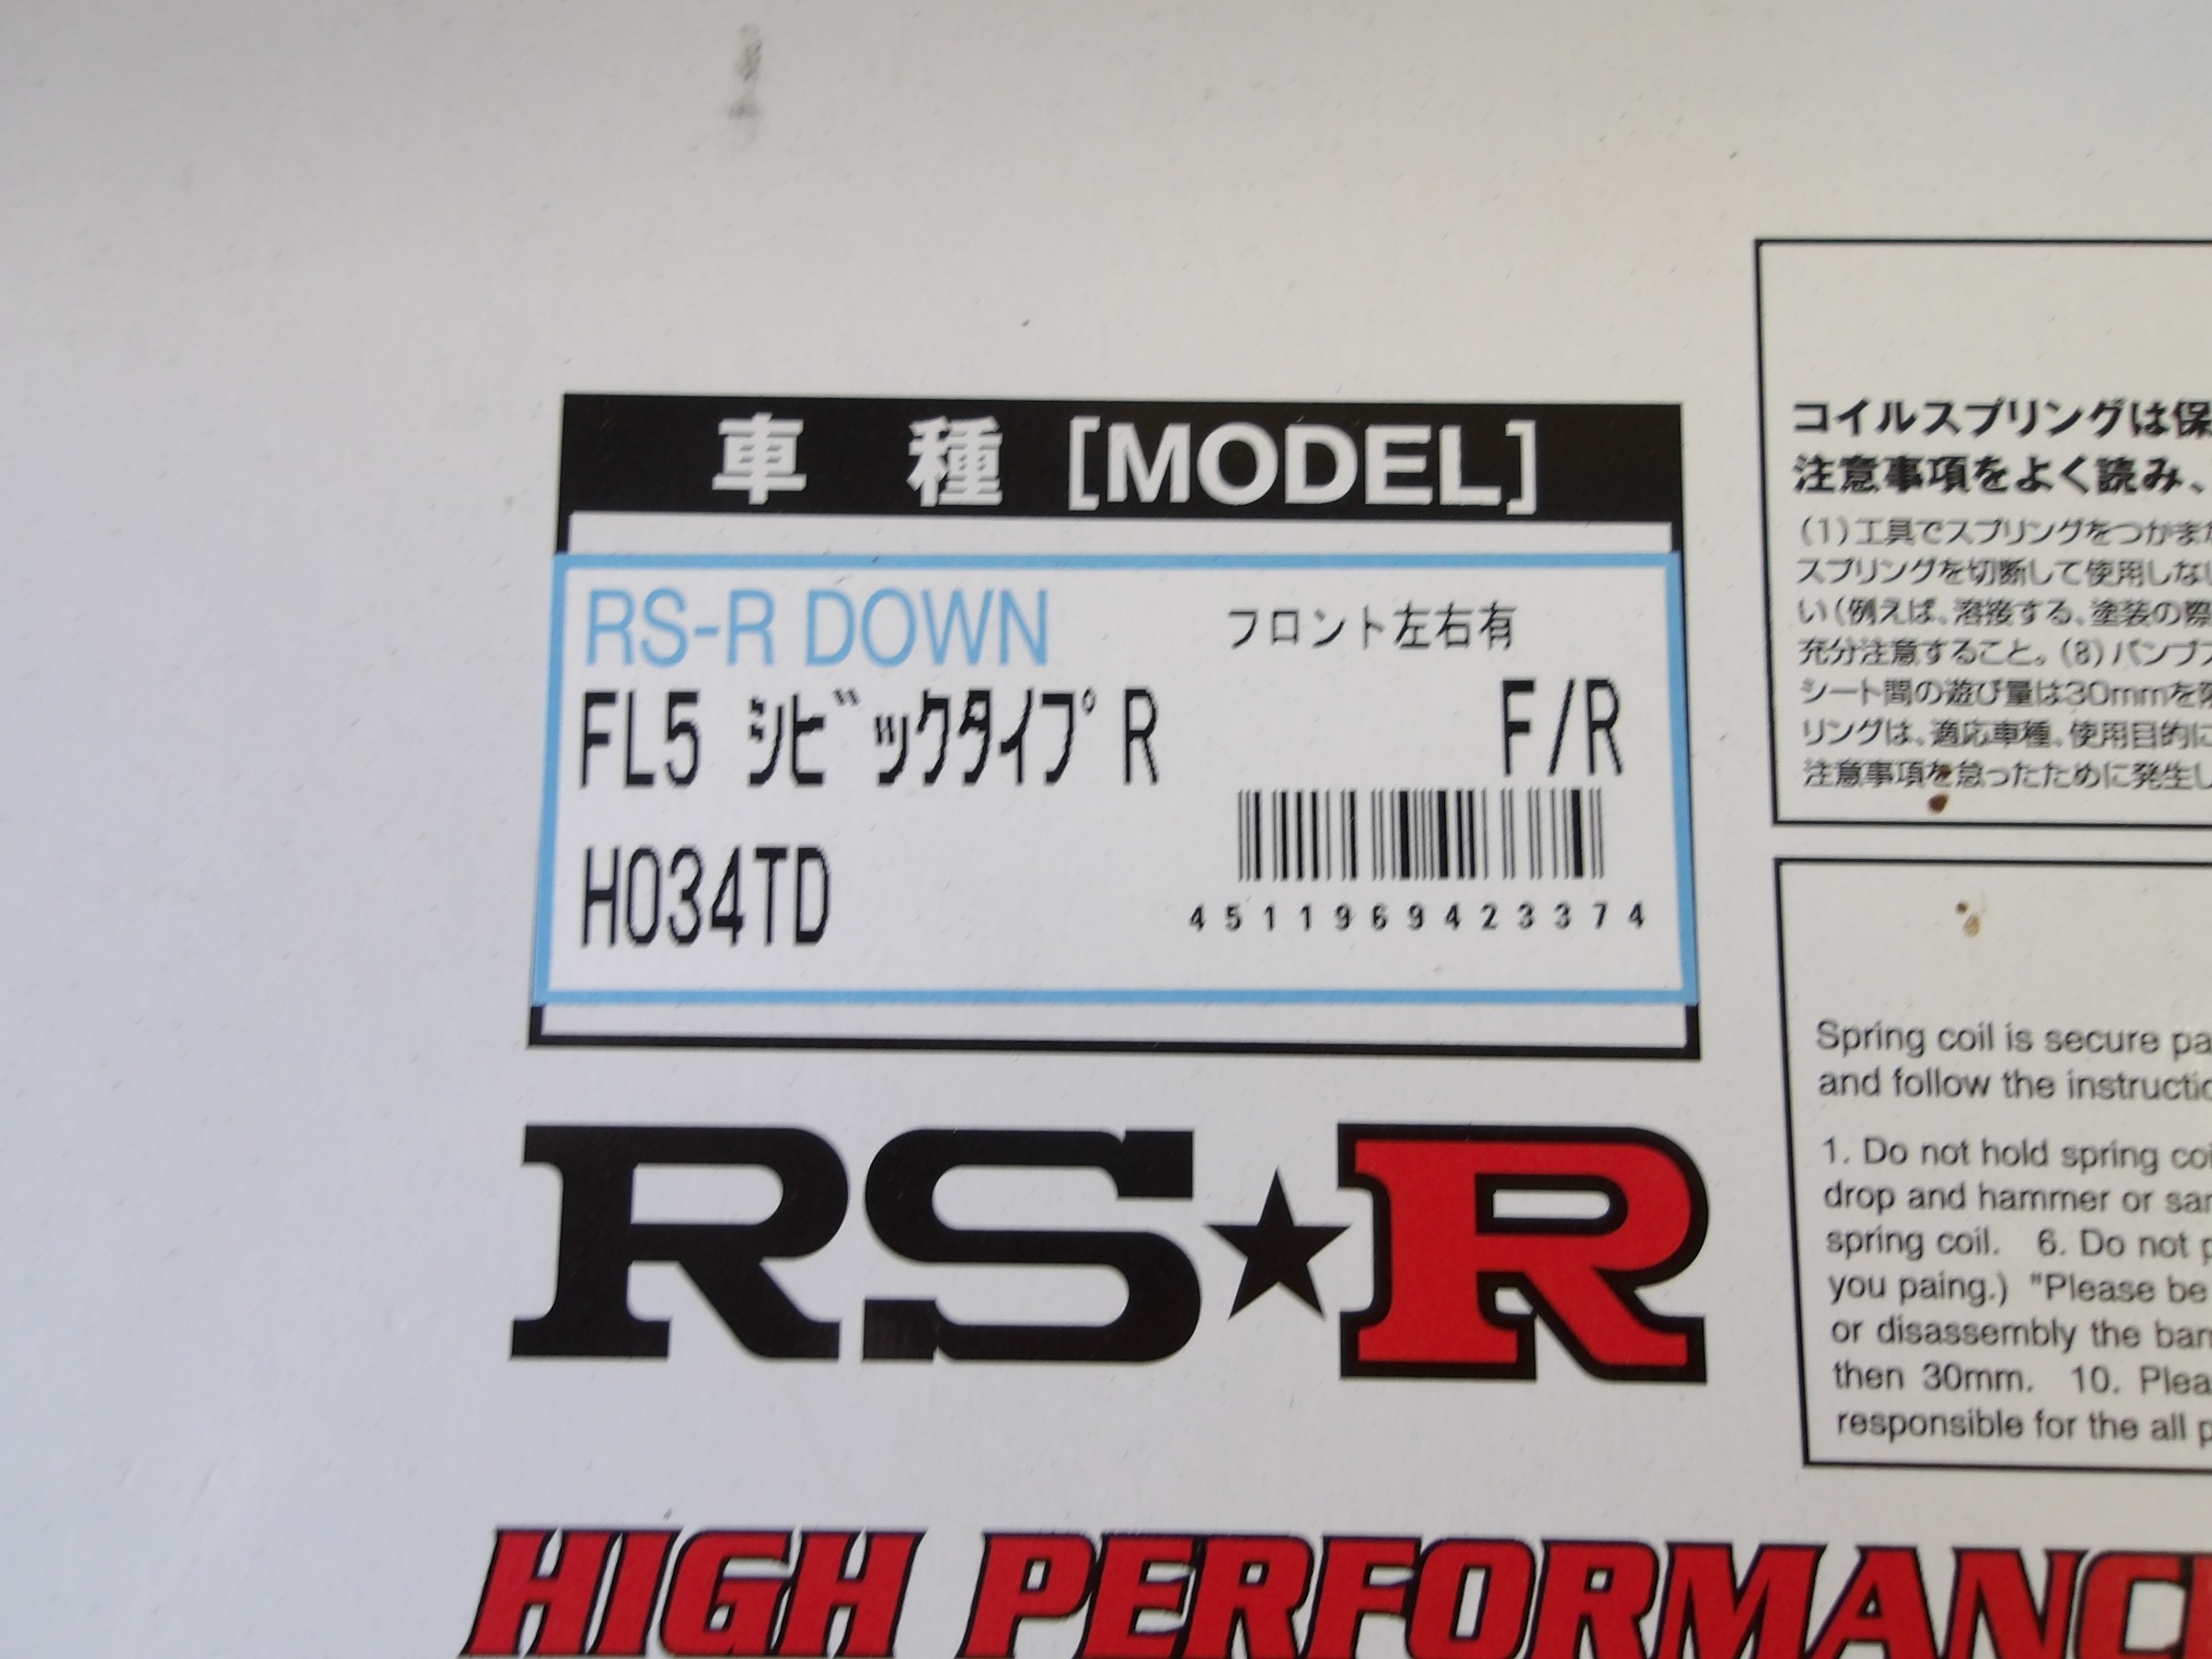 車 種 [MODEL]
RS-R DOWN フロント左右有
FL5 シビックタイプR F/R
H034TD
4511969423374
RS★R
HIGH PERFORMANC
コイルスプリングは保
注意事項をよく読み、
(1)工具でスプリングをつかま
スプリングを切断して使用しな
い(例えば、溶接する、塗装の際
充分注意すること。(8)バンプ
シート間の遊び量は30mmを
リングは、適応車種、使用目的に
注意事項を怠ったために発生し
Spring coil is secure pa
and follow the instructi
1. Do not hold spring coi
drop and hammer or sa
spring coil. 6. Do not p
you paing.) "Please be
or disassembly the ban
then 30mm. 10. Plea
responsible for the all p